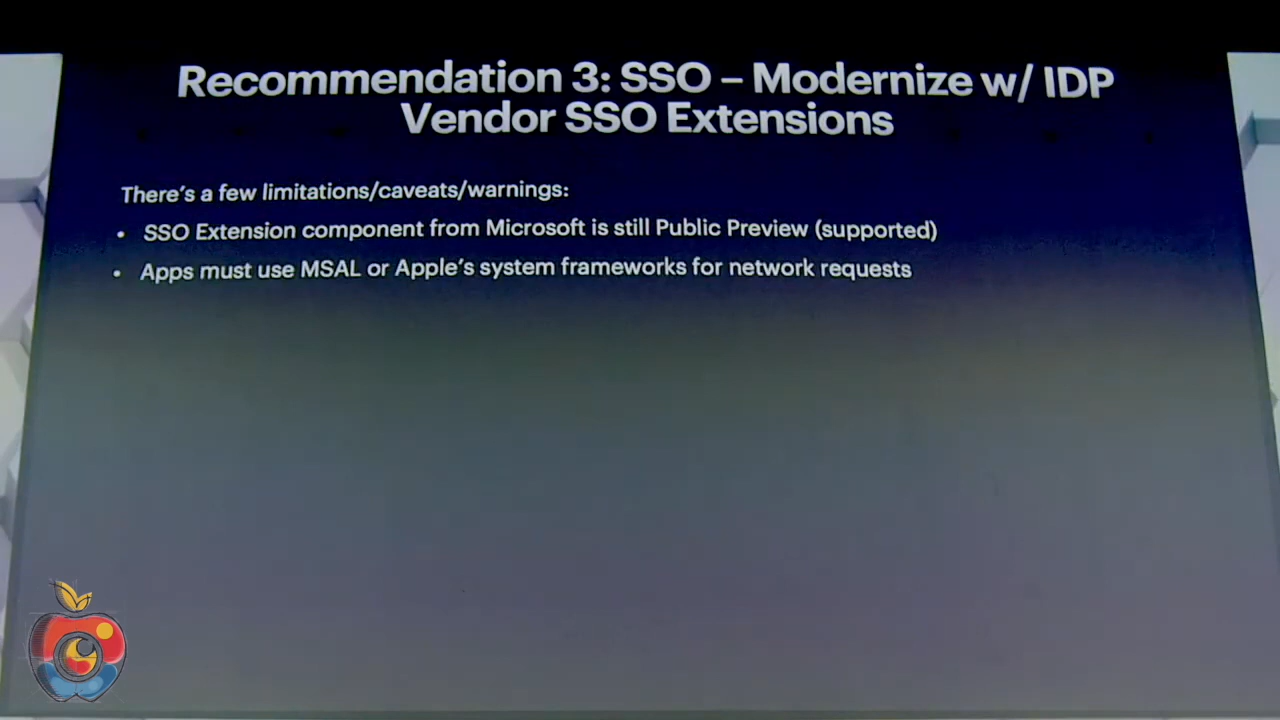 Recommendation 3: SSO – Modernize w/ IDP
Vendor SSO Extensions
There's a few limitations/caveats/warnings:
• SSO Extension component from Microsoft is still Public Preview (supported)
• Apps must use MSAL or Apple's system frameworks for network requests